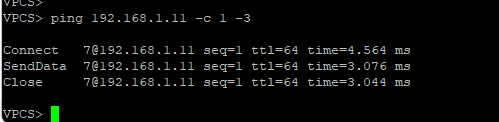 VPCS>
VPCS> ping 192.168.1.11 -c 1 -3
Connect 7@192.168.1.11 seq=1 ttl=64 time=4.564 ms
SendData 7@192.168.1.11 seq=1 ttl=64 time=3.076 ms
Close 7@192.168.1.11 seq=1 ttl=64 time=3.044 ms
VPCS>